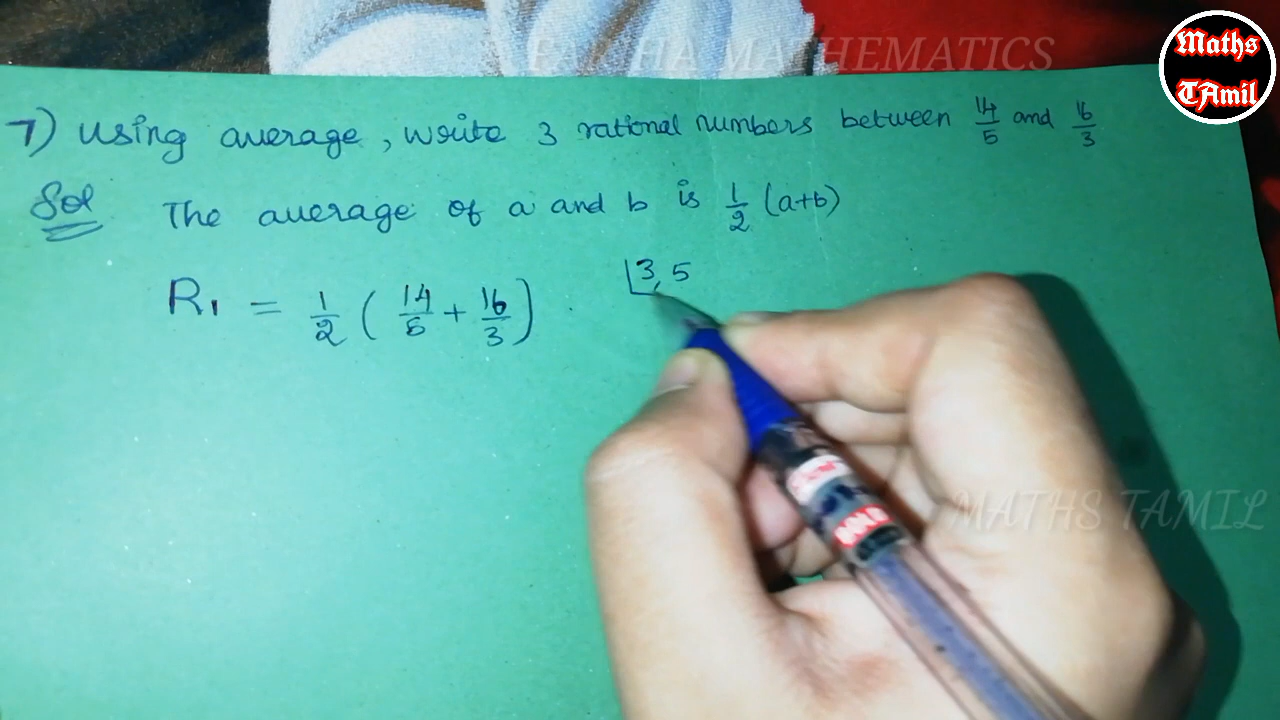 Maths
TAmil
MATHEMATICS
7) Using average, write 3 rational numbers between 14/5 and 16/3
Sol The average of a and b is 1/2 (a+b)
R1 = 1/2 ( 14/5 + 16/3 )
3, 5
MATHS TAMIL